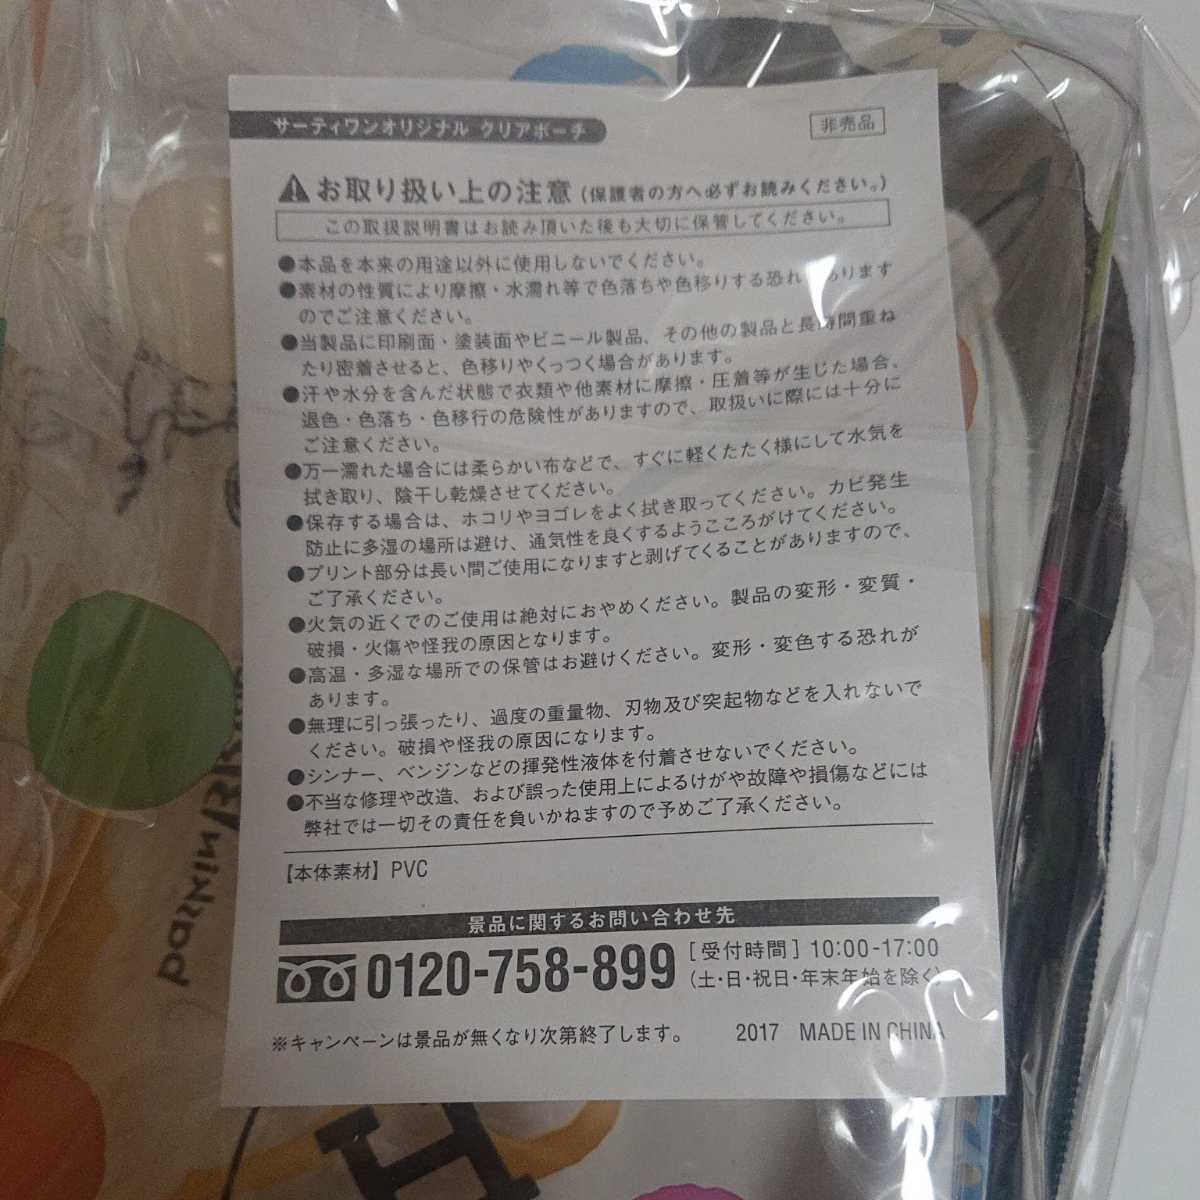 サーティワンオリジナル クリアポーチ
非売品
お取り扱い上の注意(保護者の方へ必ずお読みください。)
この取扱説明書はお読み頂いた後も大切に保管してください。
●本品を本来の用途以外に使用しないでください。
●素材の性質により摩擦・水濡れ等で色落ちや色移りする恐れがあります
のでご注意ください。
●当製品に印刷面・塗装面やビニール製品、その他の製品と長時間重ね
たり密着させると、色移りやくっつく場合があります。
●汗や水分を含んだ状態で衣類や他素材に摩擦・圧着等が生じた場合、
退色・色落ち・色移行の危険性がありますので、取扱いに際には十分に
ご注意ください。
●万一濡れた場合には柔らかい布などで、すぐに軽くたたく様にして水気を
拭き取り、陰干し乾燥させてください。
●保存する場合は、ホコリやヨゴレをよく拭き取ってください。カビ発生
防止に多湿の場所は避け、通気性を良くするようこころがけてください。
●プリント部分は長い間ご使用になりますと剥げてくることがありますので、
ご了承ください。
●火気の近くでのご使用は絶対におやめください。製品の変形・変質・
破損・火傷や怪我の原因となります。
●高温・多湿な場所での保管はお避けください。変形・変色する恐れが
あります。
●無理に引っ張ったり、過度の重量物、刃物及び突起物などを入れないで
ください。破損や怪我の原因になります。
●シンナー、ベンジンなどの揮発性液体を付着させないでください。
●不当な修理や改造、および誤った使用上によるけがや故障や損傷などには
弊社では一切その責任を負いかねますので予めご了承ください。
【本体素材】PVC
景品に関するお問い合わせ先
0120-758-899
[受付時間] 10:00-17:00
(土・日・祝日・年末年始を除く)
※キャンペーンは景品が無くなり次第終了します。
2017 MADE IN CHINA
H